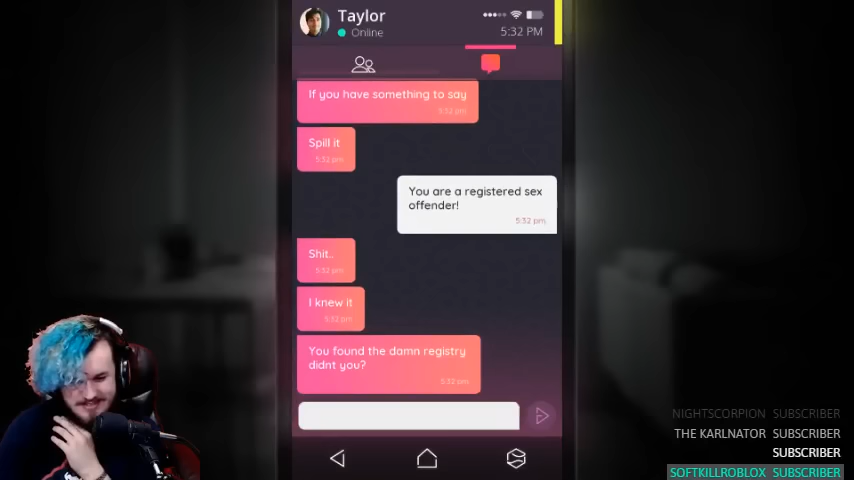 Taylor
Online
5:32 PM
If you have something to say
5:32 pm
Spill it
5:32 pm
You are a registered sex
offender!
5:32 pm
Shit..
5:32 pm
I knew it
5:32 pm
You found the damn registry
didnt you?
5:32 pm
NIGHTSCORPION SUBSCRIBER
THE KARLNATOR SUBSCRIBER
SUBSCRIBER
SOFTKILLROBLOX SUBSCRIBER